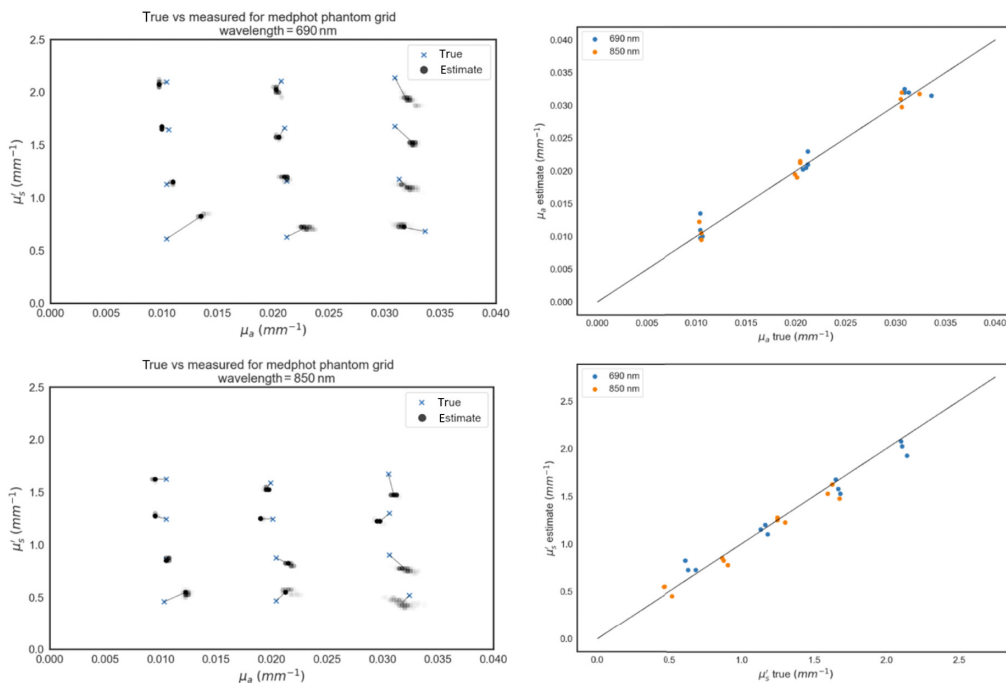 True vs measured for medphot phantom grid
wavelength = 690 nm
2.5
2.0
1.5
1.0
0.5
0.0
μ′s (mm⁻¹)
True
Estimate
0.000 0.005 0.010 0.015 0.020 0.025 0.030 0.035 0.040
μa (mm⁻¹)
690 nm
850 nm
0.040
0.035
0.030
0.025
0.020
0.015
0.010
0.005
0.000
μa estimate (mm⁻¹)
0.000 0.005 0.010 0.015 0.020 0.025 0.030 0.035 0.040
μa true (mm⁻¹)
True vs measured for medphot phantom grid
wavelength = 850 nm
2.5
2.0
1.5
1.0
0.5
0.0
μ′s (mm⁻¹)
True
Estimate
0.000 0.005 0.010 0.015 0.020 0.025 0.030 0.035 0.040
μa (mm⁻¹)
690 nm
850 nm
2.5
2.0
1.5
1.0
0.5
0.0
μ′s estimate (mm⁻¹)
0.0 0.5 1.0 1.5 2.0 2.5
μ′s true (mm⁻¹)